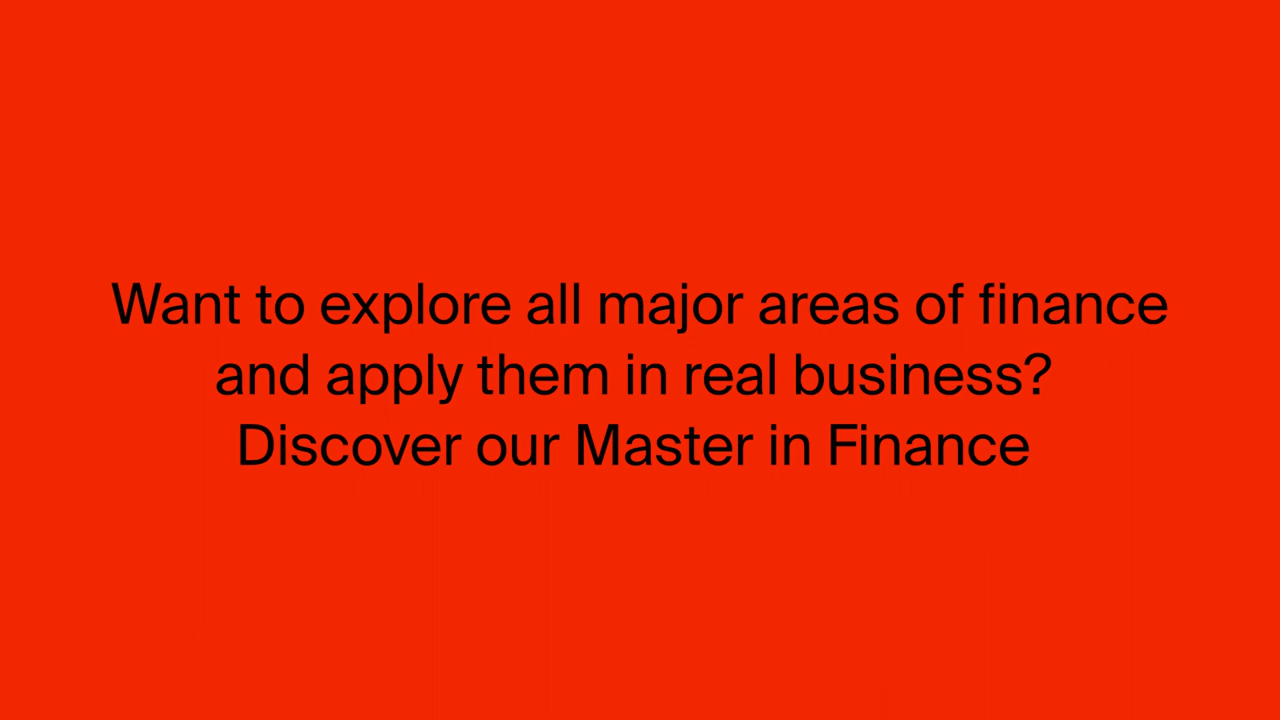 Want to explore all major areas of finance
and apply them in real business?
Discover our Master in Finance